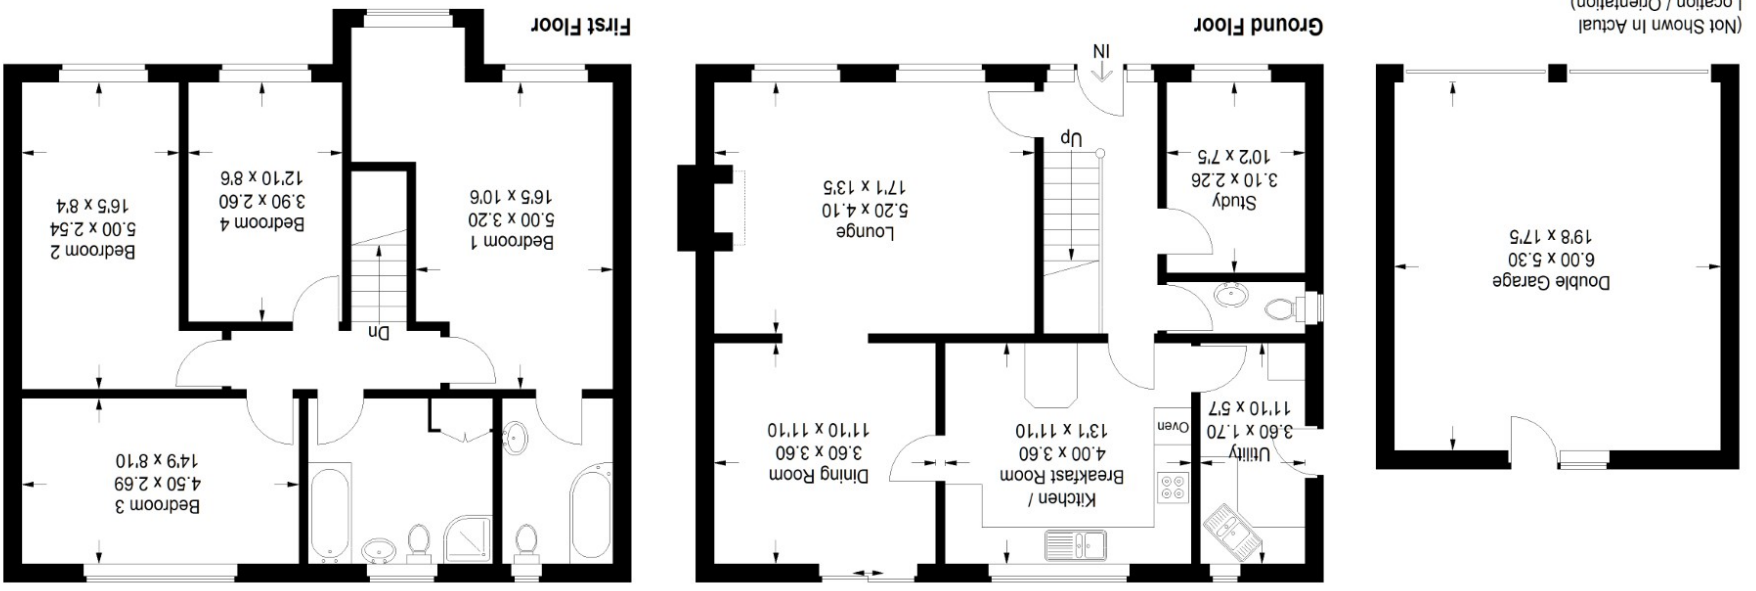 Double Garage
6.00 x 5.30
19'8 x 17'5
(Not Shown In Actual
Location / Orientation)
Utility
3.60 x 1.70
11'10 x 5'7
Kitchen /
Breakfast Room
4.00 x 3.60
13'1 x 11'10
Oven
Dining Room
3.60 x 3.60
11'10 x 11'10
Study
3.10 x 2.26
10'2 x 7'5
Up
Lounge
5.20 x 4.10
17'1 x 13'5
IN
Ground Floor
Bedroom 3
4.50 x 2.69
14'9 x 8'10
Dn
Bedroom 1
5.00 x 3.20
16'5 x 10'6
Bedroom 4
3.90 x 2.60
12'10 x 8'6
Bedroom 2
5.00 x 2.54
16'5 x 8'4
First Floor